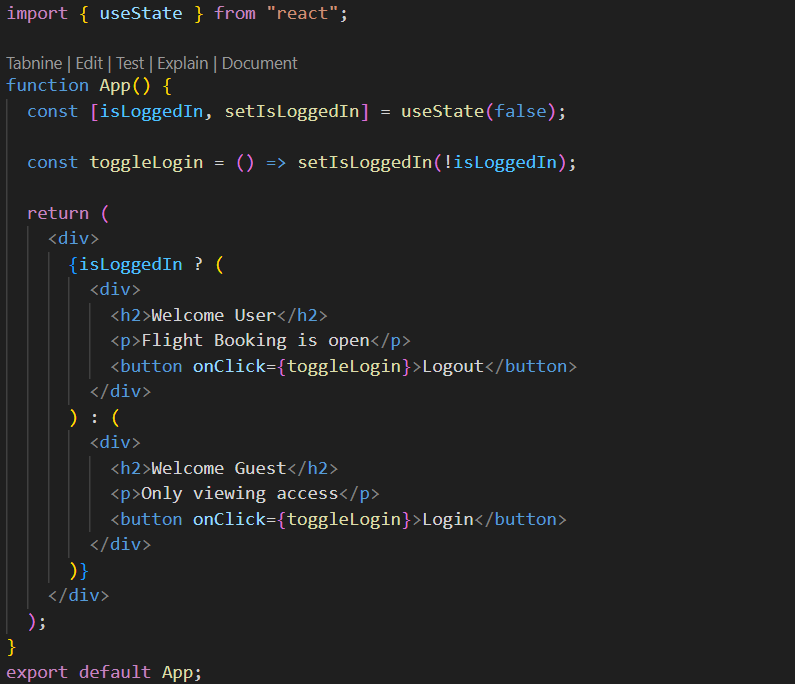 import { useState } from "react";
Tabnine | Edit | Test | Explain | Document
function App() {
  const [isLoggedIn, setIsLoggedIn] = useState(false);
  const toggleLogin = () => setIsLoggedIn(!isLoggedIn);
  return (
    <div>
      {isLoggedIn ? (
        <div>
          <h2>Welcome User</h2>
          <p>Flight Booking is open</p>
          <button onClick={toggleLogin}>Logout</button>
        </div>
      ) : (
        <div>
          <h2>Welcome Guest</h2>
          <p>Only viewing access</p>
          <button onClick={toggleLogin}>Login</button>
        </div>
      )}
    </div>
  );
}
export default App;